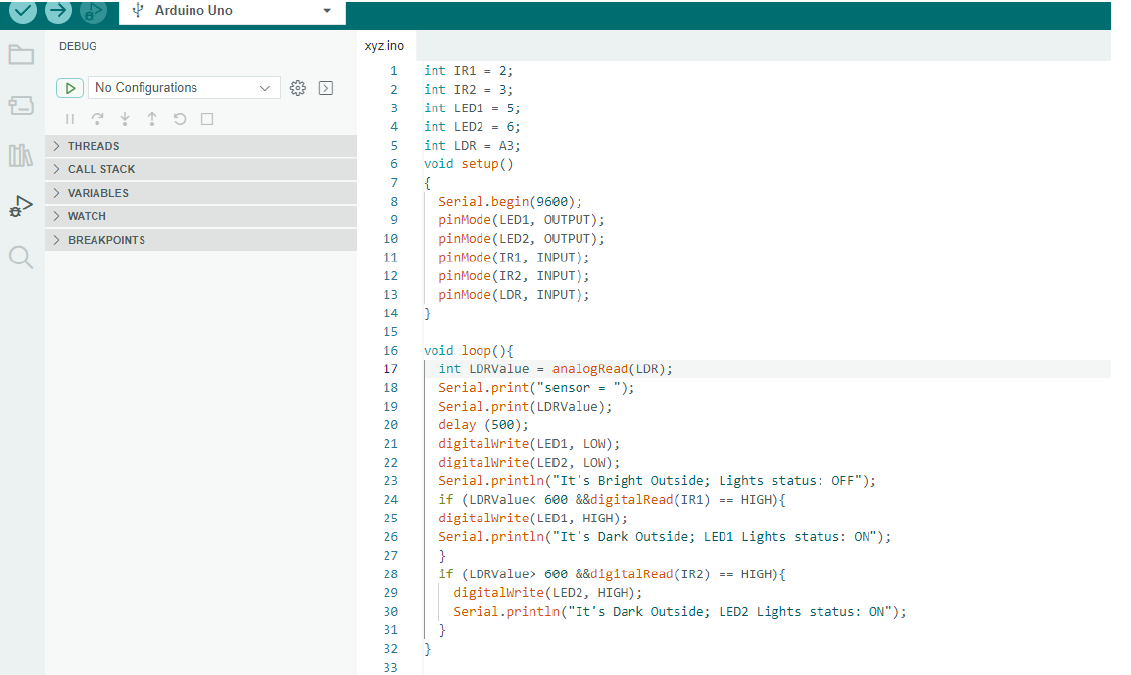 Arduino Uno
DEBUG
No Configurations
THREADS
CALL STACK
VARIABLES
WATCH
BREAKPOINTS
xyz.ino
1 int IR1 = 2;
2 int IR2 = 3;
3 int LED1 = 5;
4 int LED2 = 6;
5 int LDR = A3;
6 void setup()
7 {
8 Serial.begin(9600);
9 pinMode(LED1, OUTPUT);
10 pinMode(LED2, OUTPUT);
11 pinMode(IR1, INPUT);
12 pinMode(IR2, INPUT);
13 pinMode(LDR, INPUT);
14 }
15
16 void loop(){
17 int LDRValue = analogRead(LDR);
18 Serial.print("sensor = ");
19 Serial.print(LDRValue);
20 delay (500);
21 digitalWrite(LED1, LOW);
22 digitalWrite(LED2, LOW);
23 Serial.println("It's Bright Outside; Lights status: OFF");
24 if (LDRValue< 600 &&digitalRead(IR1) == HIGH){
25 digitalWrite(LED1, HIGH);
26 Serial.println("It's Dark Outside; LED1 Lights status: ON");
27 }
28 if (LDRValue> 600 &&digitalRead(IR2) == HIGH){
29 digitalWrite(LED2, HIGH);
30 Serial.println("It's Dark Outside; LED2 Lights status: ON");
31 }
32 }
33